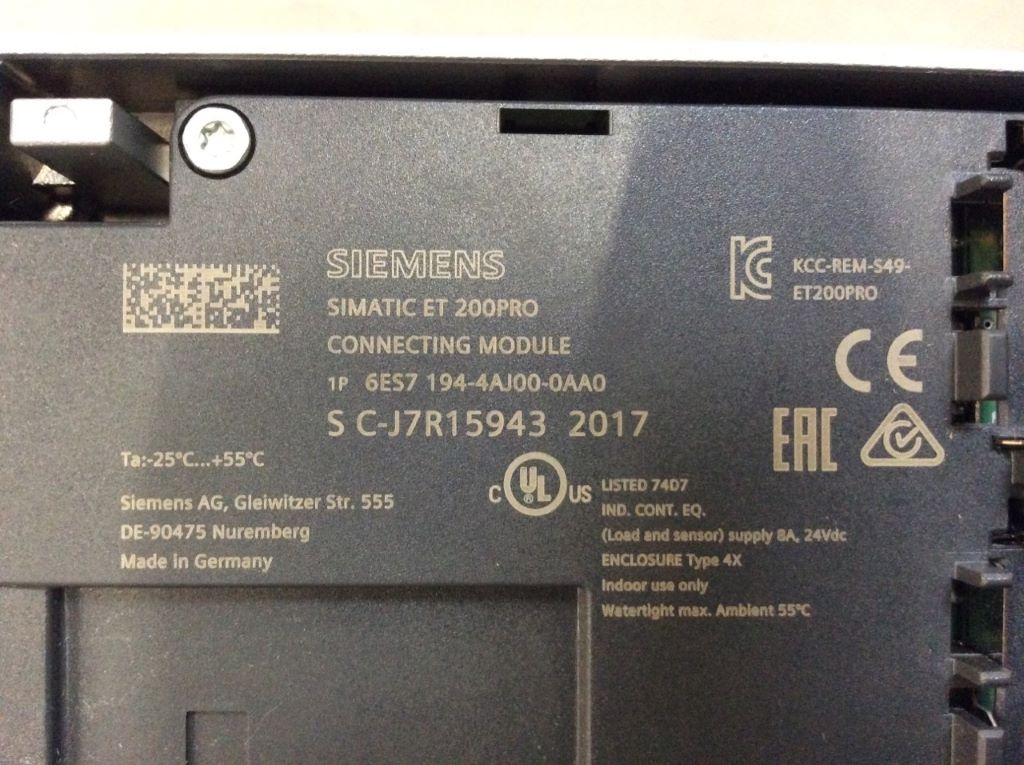 SIEMENS
SIMATIC ET 200PRO
CONNECTING MODULE
1P 6ES7 194-4AJ00-0AA0
S C-J7R15943 2017
KCC-REM-S49-
ET200PRO
CE
EAC
Ta:-25°C...+55°C
Siemens AG, Gleiwitzer Str. 555
DE-90475 Nuremberg
Made in Germany
C UL ® US
LISTED 74D7
IND. CONT. EQ.
(Load and sensor) supply 8A, 24Vdc
ENCLOSURE Type 4X
Indoor use only
Watertight max. Ambient 55°C